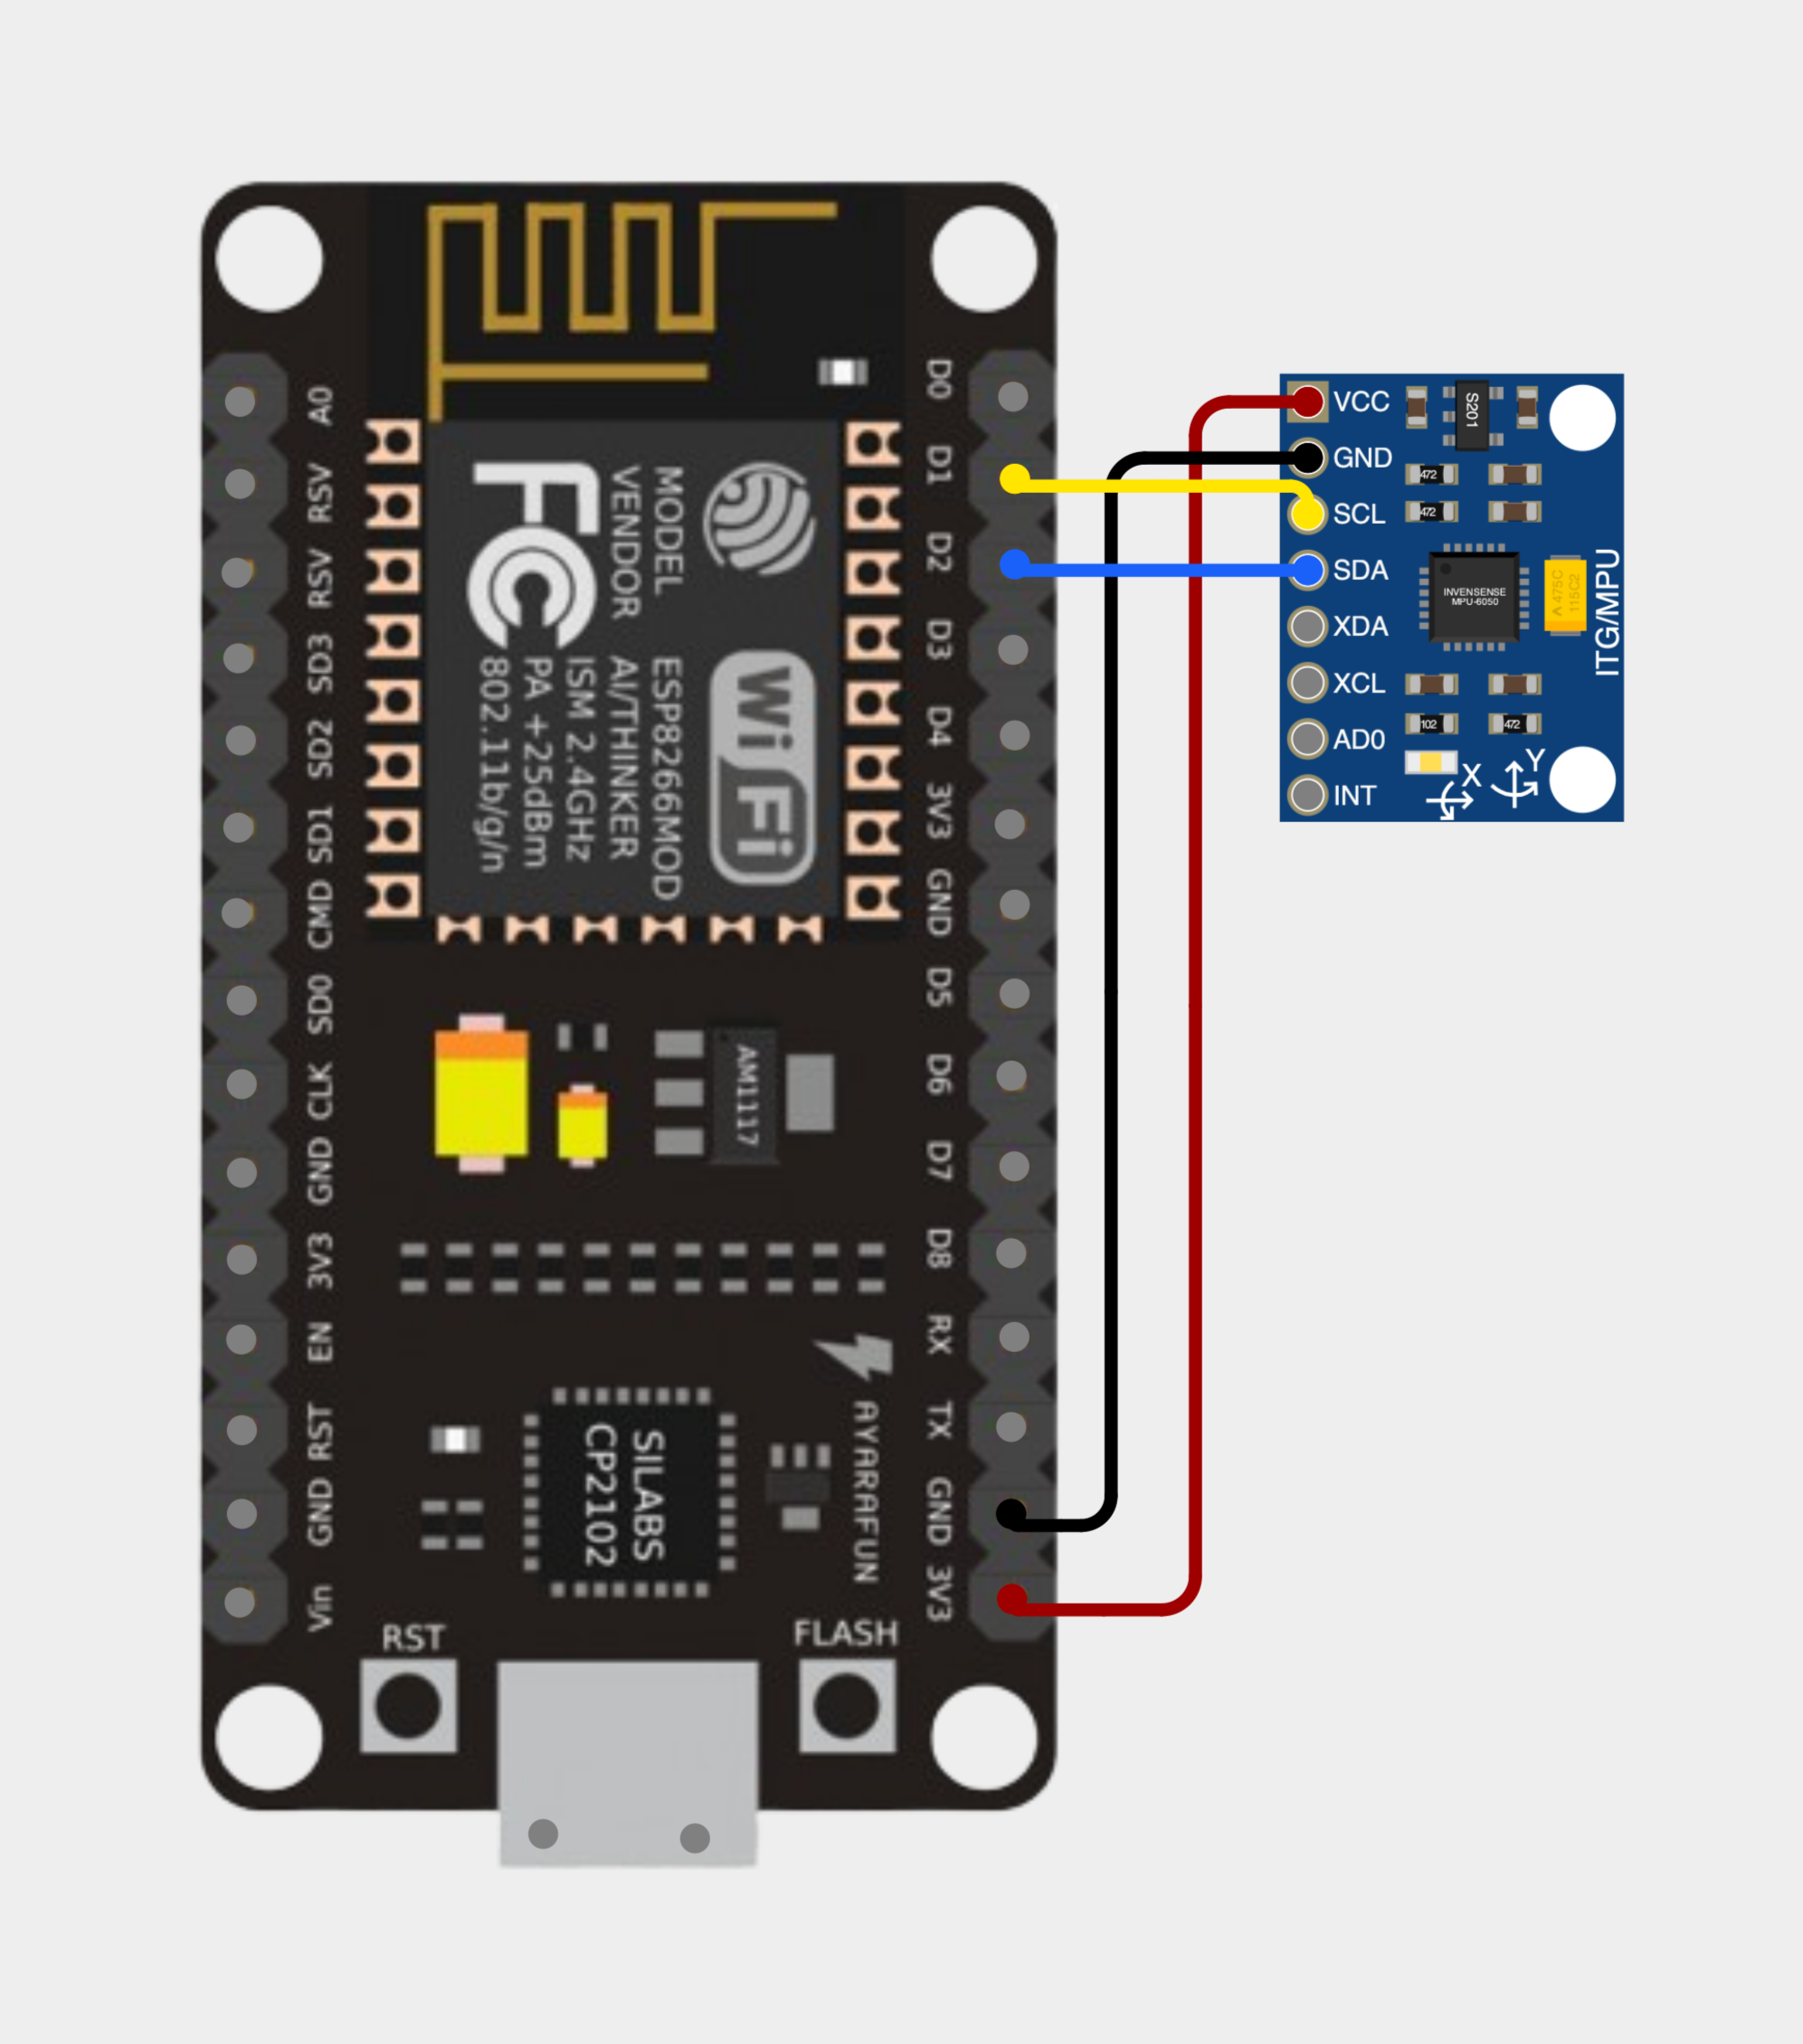 A0
RSV
RSV
SD3
SD2
SD1
CMD
SD0
CLK
GND
3V3
EN
RST
GND
Vin
FC
MODEL
VENDOR
WiFi
ESP8266MOD
AI/THINKER
ISM 2.4GHz
PA +25dBm
802.11b/g/n
AM1117
SILABS
CP2102
AYARAFUN
RST
FLASH
D0
D1
D2
D3
D4
3V3
GND
D5
D6
D7
D8
RX
TX
GND
3V3
VCC
GND
SCL
SDA
XDA
XCL
AD0
INT
S201
472
472
INVENSENSE
MPU-6050
A 475C
115C2
ITG/MPU
102
472
X
Y